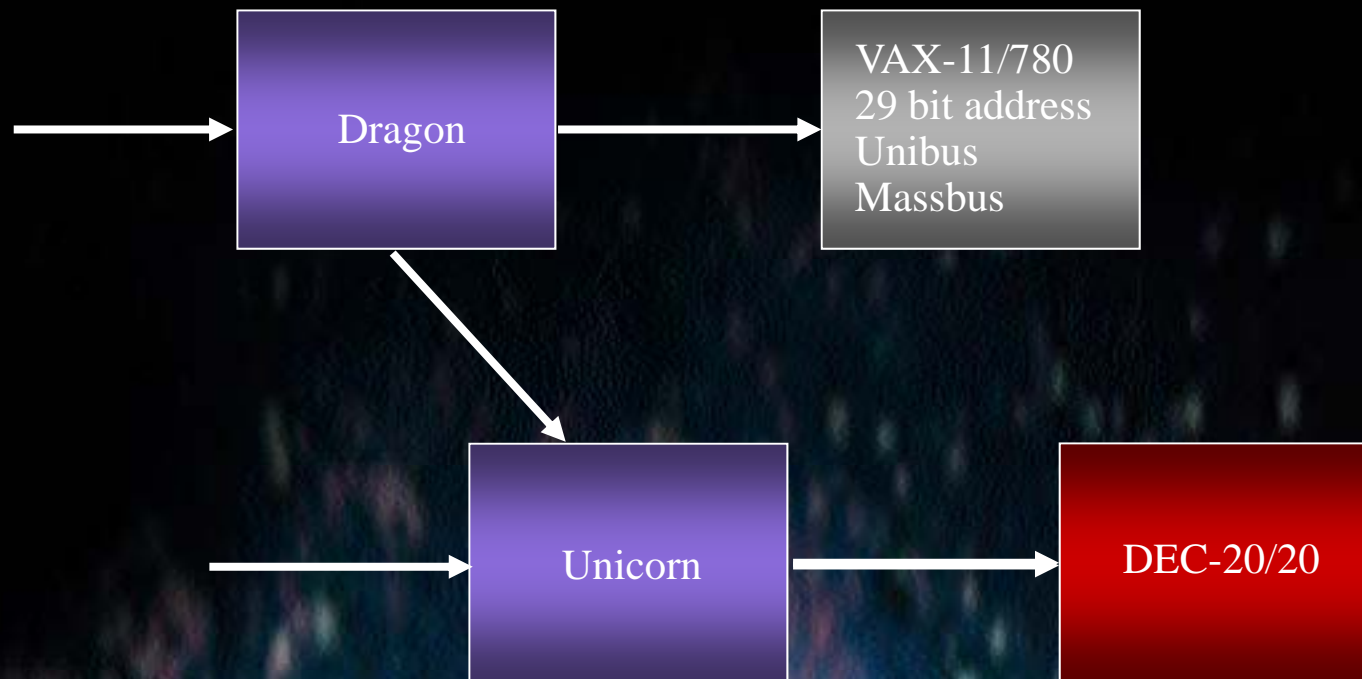 Dragon
VAX-11/780
29 bit address
Unibus
Massbus
Unicorn
DEC-20/20